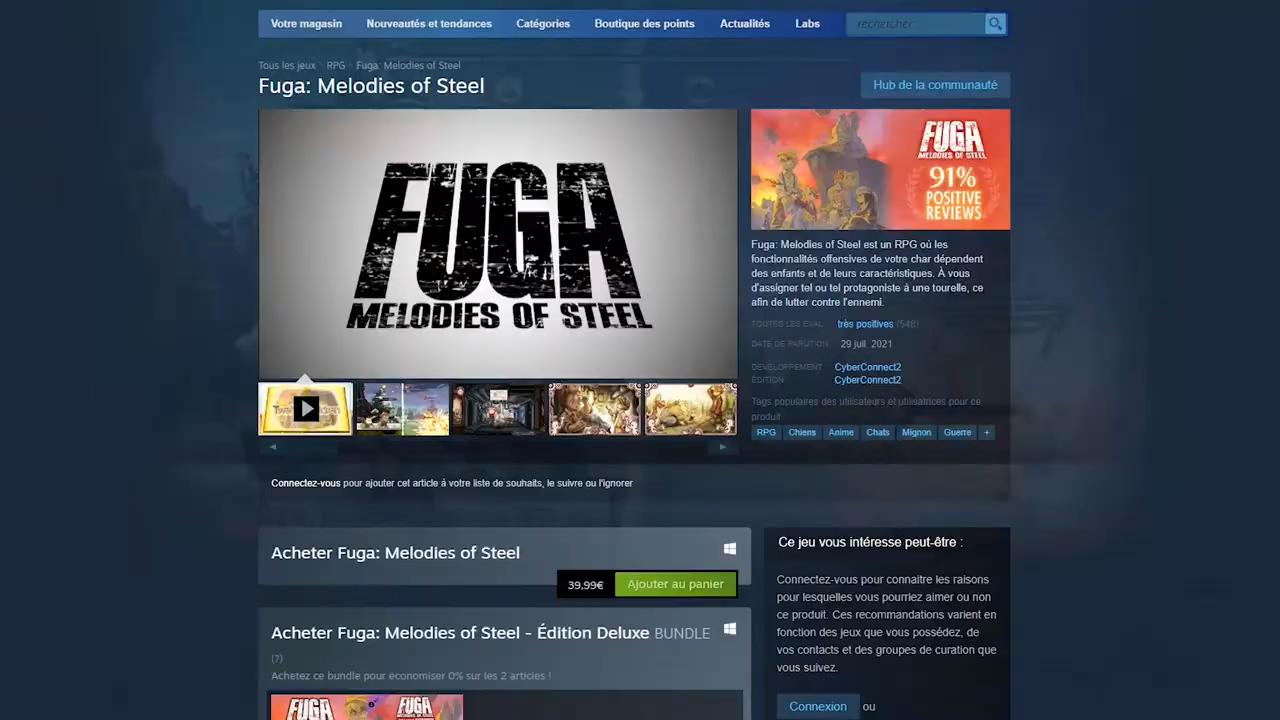 Votre magasin Nouveautés et tendances Catégories Boutique des points Actualités Labs rechercher
Tous les jeux RPG Fuga: Melodies of Steel
Fuga: Melodies of Steel
Hub de la communauté
FUGA
MELODIES OF STEEL
FUGA
MELODIES OF STEEL
91%
POSITIVE
REVIEWS
Fuga: Melodies of Steel est un RPG où les
fonctionnalités offensives de votre char dépendent
des enfants et de leurs caractéristiques. À vous
d'assigner tel ou tel protagoniste à une tourelle, ce
afin de lutter contre l'ennemi.
TOUTES LES ÉVAL. très positives (548)
DATE DE PARUTION 29 juil. 2021
DÉVELOPPEMENT CyberConnect2
ÉDITION CyberConnect2
Tags populaires des utilisateurs et utilisatrices pour ce
produit
RPG Chiens Anime Chats Mignon Guerre +
Connectez-vous pour ajouter cet article à votre liste de souhaits, le suivre ou l'ignorer
Acheter Fuga: Melodies of Steel
39,99€ Ajouter au panier
Acheter Fuga: Melodies of Steel - Édition Deluxe BUNDLE
(?)
Achetez ce bundle pour économiser 0% sur les 2 articles !
FUGA FUGA
Ce jeu vous intéresse peut-être :
Connectez-vous pour connaitre les raisons
pour lesquelles vous pourriez aimer ou non
ce produit. Ces recommandations varient en
fonction des jeux que vous possédez, de
vos contacts et des groupes de curation que
vous suivez.
Connexion ou